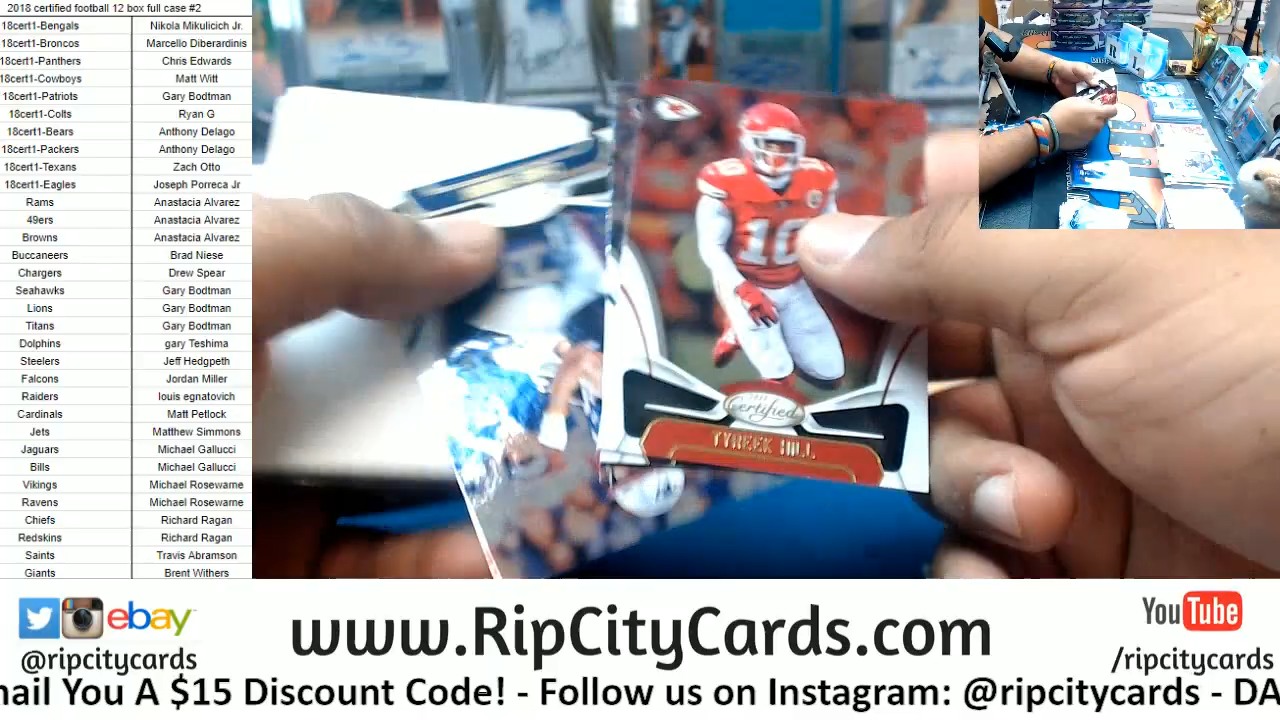 2018 certified football 12 box full case #2
18cert1-Bengals Nikola Mikulicich Jr.
18cert1-Broncos Marcello Diberardinis
18cert1-Panthers Chris Edwards
18cert1-Cowboys Matt Witt
18cert1-Patriots Gary Bodtman
18cert1-Colts Ryan G
18cert1-Bears Anthony Delago
18cert1-Packers Anthony Delago
18cert1-Texans Zach Otto
18cert1-Eagles Joseph Porreca Jr
Rams Anastacia Alvarez
49ers Anastacia Alvarez
Browns Anastacia Alvarez
Buccaneers Brad Niese
Chargers Drew Spear
Seahawks Gary Bodtman
Lions Gary Bodtman
Titans Gary Bodtman
Dolphins gary Teshima
Steelers Jeff Hedgpeth
Falcons Jordan Miller
Raiders louis egnatovich
Cardinals Matt Petlock
Jets Matthew Simmons
Jaguars Michael Gallucci
Bills Michael Gallucci
Vikings Michael Rosewarne
Ravens Michael Rosewarne
Chiefs Richard Ragan
Redskins Richard Ragan
Saints Travis Abramson
Giants Brent Withers
10
10
Certified
TYREEK HILL
ebay
@ripcitycards
www.RipCityCards.com
YouTube
/ripcitycards
mail You A $15 Discount Code! - Follow us on Instagram: @ripcitycards - DA